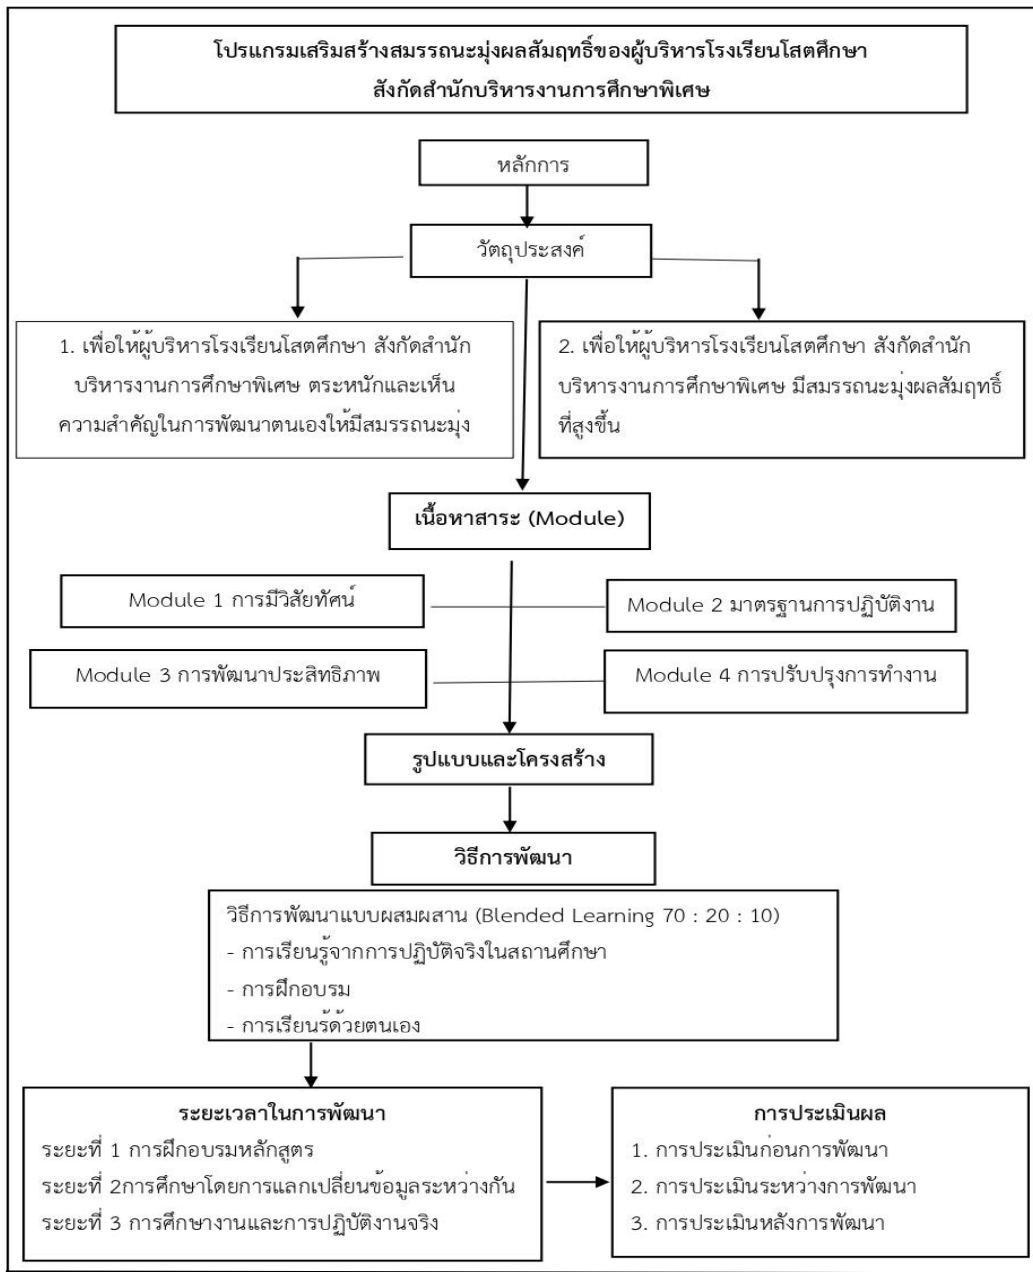 โปรแกรมเสริมสร้างสมรรถนะมุ่งผลสัมฤทธิ์ของผู้บริหารโรงเรียนโสตศึกษา
สังกัดสำนักบริหารงานการศึกษาพิเศษ
หลักการ
วัตถุประสงค์
1. เพื่อให้ผู้บริหารโรงเรียนโสตศึกษา สังกัดสำนัก
บริหารงานการศึกษาพิเศษ ตระหนักและเห็น
ความสำคัญในการพัฒนาตนเองให้มีสมรรถนะมุ่ง
2. เพื่อให้ผู้บริหารโรงเรียนโสตศึกษา สังกัดสำนัก
บริหารงานการศึกษาพิเศษ มีสมรรถนะมุ่งผลสัมฤทธิ์
ที่สูงขึ้น
เนื้อหาสาระ (Module)
Module 1 การมีวิสัยทัศน์
Module 2 มาตรฐานการปฏิบัติงาน
Module 3 การพัฒนาประสิทธิภาพ
Module 4 การปรับปรุงการทำงาน
รูปแบบและโครงสร้าง
วิธีการพัฒนา
วิธีการพัฒนาแบบผสมผสาน (Blended Learning 70 : 20 : 10)
- การเรียนรู้จากการปฏิบัติจริงในสถานศึกษา
- การฝึกอบรม
- การเรียนรู้ด้วยตนเอง
ระยะเวลาในการพัฒนา
ระยะที่ 1 การฝึกอบรมหลักสูตร
ระยะที่ 2การศึกษาโดยการแลกเปลี่ยนข้อมูลระหว่างกัน
ระยะที่ 3 การศึกษางานและการปฏิบัติงานจริง
การประเมินผล
1. การประเมินก่อนการพัฒนา
2. การประเมินระหว่างการพัฒนา
3. การประเมินหลังการพัฒนา